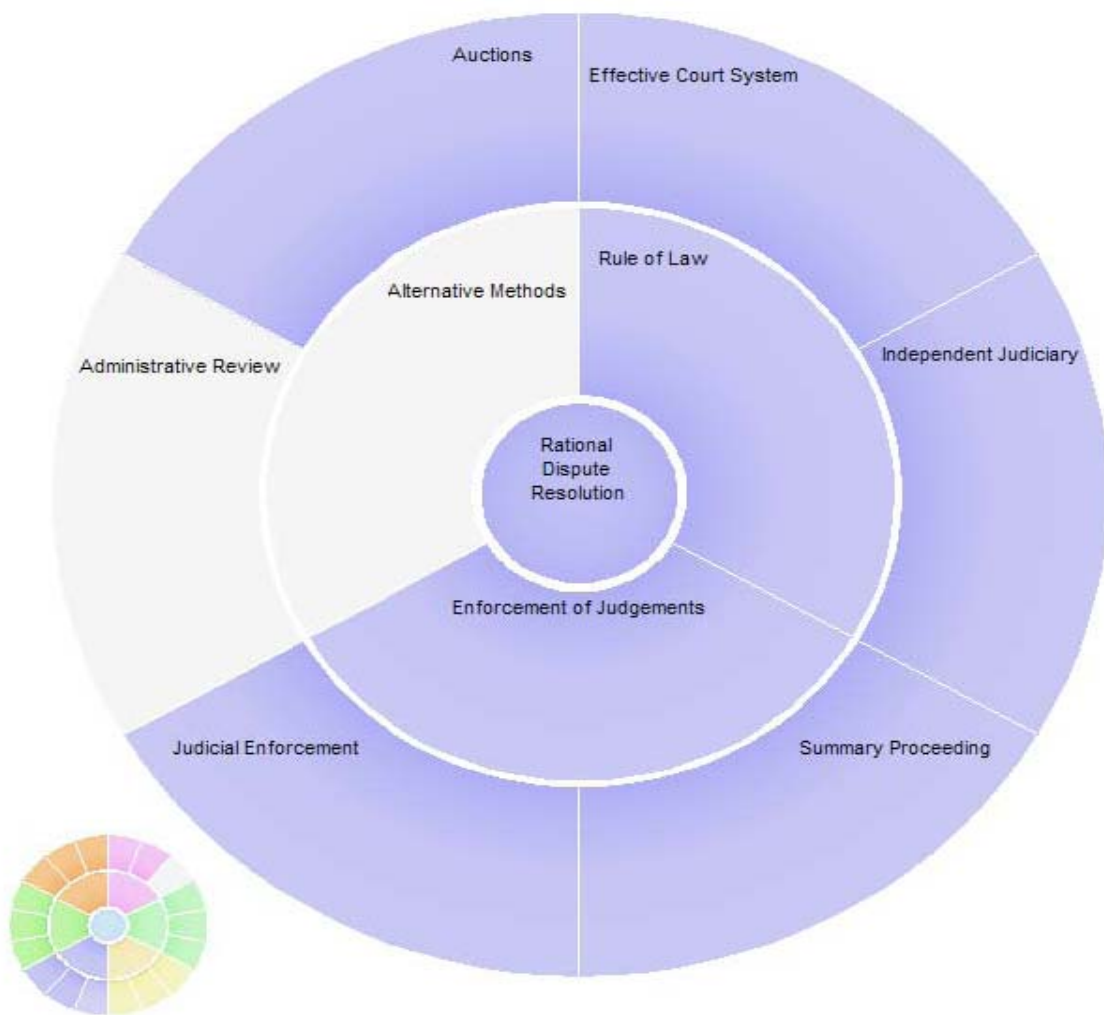 Auctions
Effective Court System
Rule of Law
Alternative Methods
Independent Judiciary
Administrative Review
Rational
Dispute
Resolution
Enforcement of Judgements
Judicial Enforcement
Summary Proceeding